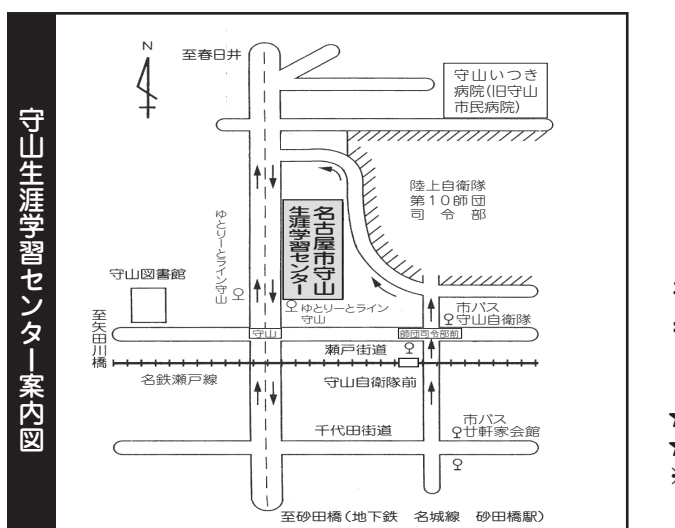 守山生涯学習センター案内図
N
至春日井
守山いつき
病院(旧守山
市民病院)
陸上自衛隊
第10師団
司令部
名古屋市守山
生涯学習センター
ゆとりーとライン
守山
守山図書館
至矢田川橋
ゆとりーとライン
守山
市バス
守山自衛隊
守山
師団司令部前
瀬戸街道
名鉄瀬戸線
守山自衛隊前
千代田街道
市バス
廿軒家会館
至砂田橋(地下鉄 名城線 砂田橋駅)